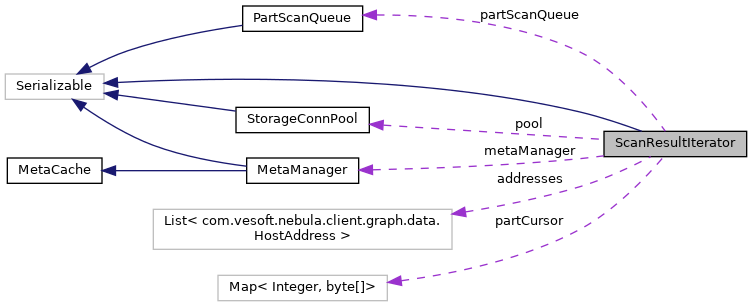 PartScanQueue
partScanQueue
Serializable
StorageConnPool
pool
ScanResultIterator
metaManager
MetaCache
MetaManager
addresses
List< com.vesoft.nebula.client.graph.data.
HostAddress >
partCursor
Map< Integer, byte[]>